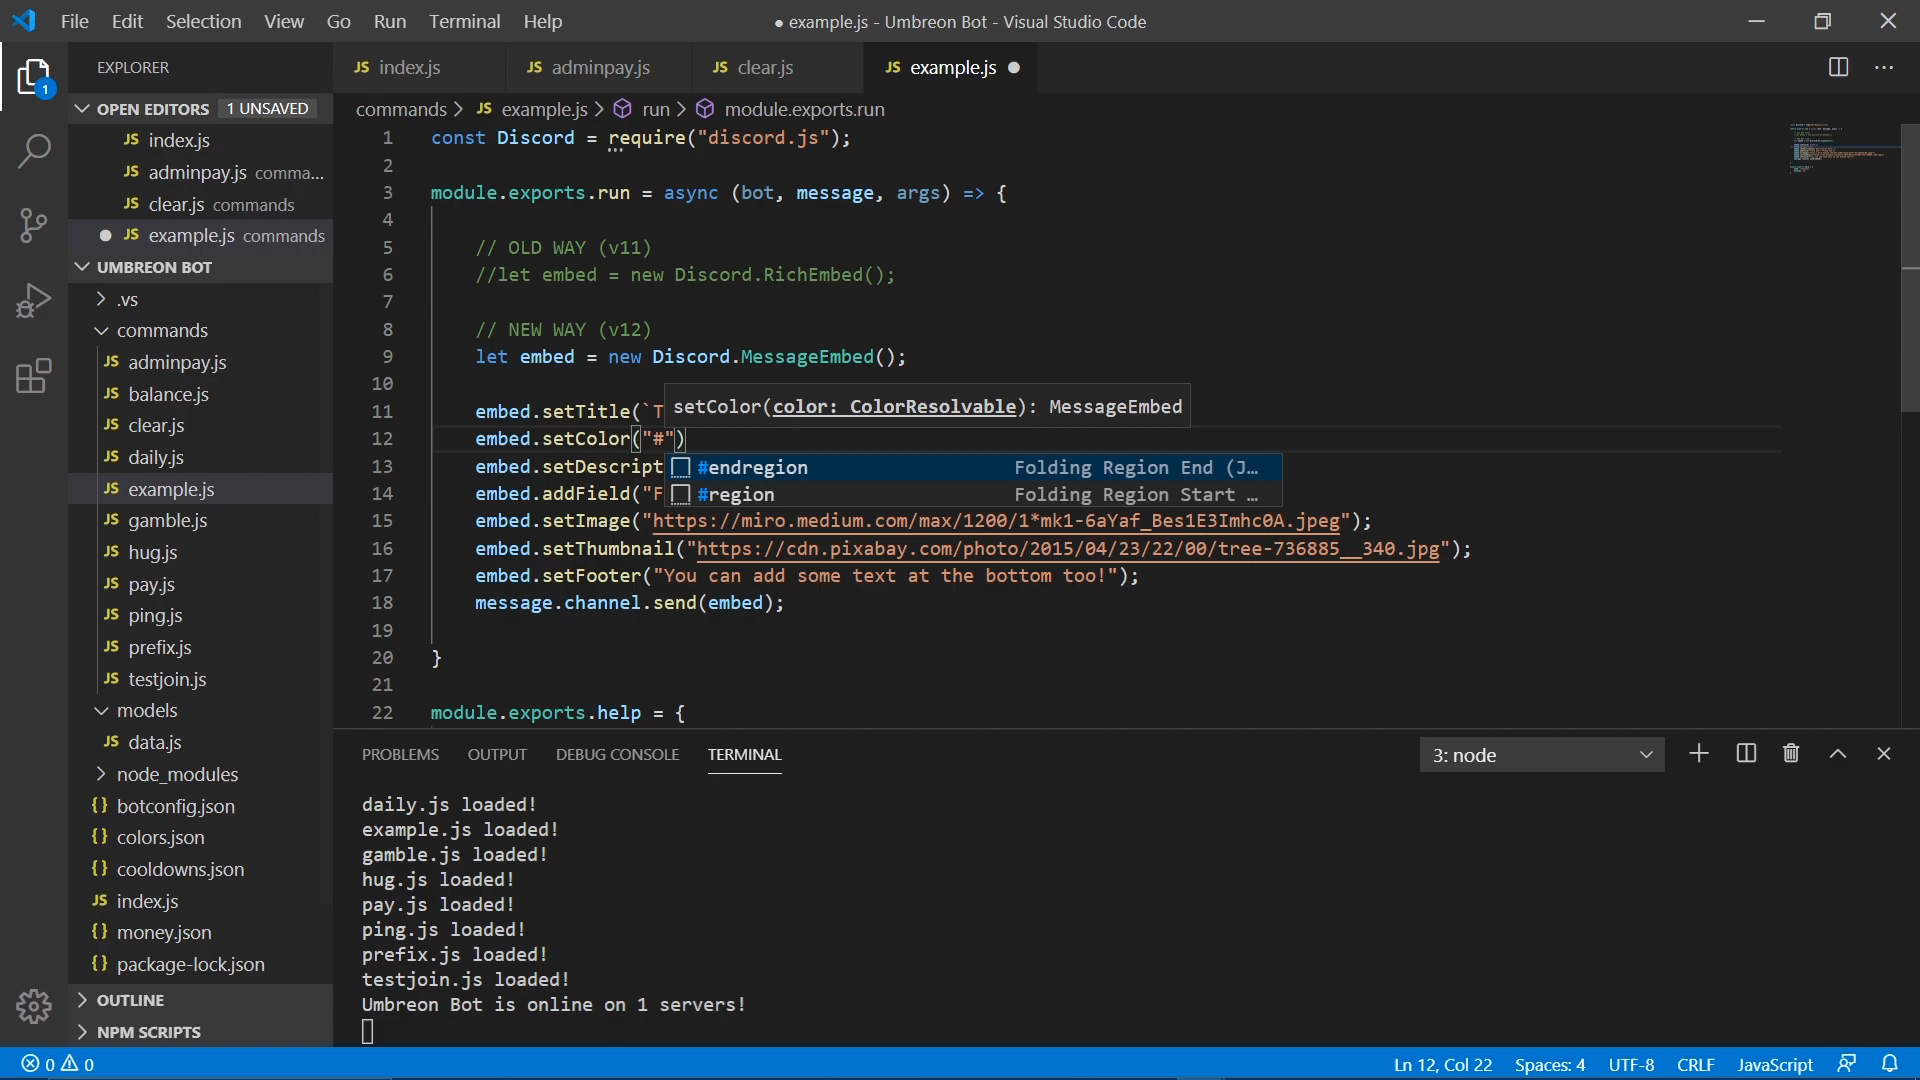 File Edit Selection View Go Run Terminal Help
● example.js - Umbreon Bot - Visual Studio Code
EXPLORER
1
OPEN EDITORS 1 UNSAVED
JS index.js
JS adminpay.js comma...
JS clear.js commands
● JS example.js commands
UMBREON BOT
> .vs
commands
JS adminpay.js
JS balance.js
JS clear.js
JS daily.js
JS example.js
JS gamble.js
JS hug.js
JS pay.js
JS ping.js
JS prefix.js
JS testjoin.js
models
JS data.js
> node_modules
{} botconfig.json
{} colors.json
{} cooldowns.json
JS index.js
{} money.json
{} package-lock.json
> OUTLINE
> NPM SCRIPTS
JS index.js JS adminpay.js JS clear.js JS example.js ●
commands > JS example.js > run > module.exports.run
1 const Discord = require("discord.js");
2
3 module.exports.run = async (bot, message, args) => {
4
5 // OLD WAY (v11)
6 //let embed = new Discord.RichEmbed();
7
8 // NEW WAY (v12)
9 let embed = new Discord.MessageEmbed();
10
setColor(color: ColorResolvable): MessageEmbed
11 embed.setTitle(`T
12 embed.setColor("#")
13 embed.setDescript
#endregion Folding Region End (J…
14 embed.addField("F
#region Folding Region Start …
15 embed.setImage("https://miro.medium.com/max/1200/1*mk1-6aYaf_Bes1E3Imhc0A.jpeg");
16 embed.setThumbnail("https://cdn.pixabay.com/photo/2015/04/23/22/00/tree-736885__340.jpg");
17 embed.setFooter("You can add some text at the bottom too!");
18 message.channel.send(embed);
19
20 }
21
22 module.exports.help = {
PROBLEMS OUTPUT DEBUG CONSOLE TERMINAL
3: node
daily.js loaded!
example.js loaded!
gamble.js loaded!
hug.js loaded!
pay.js loaded!
ping.js loaded!
prefix.js loaded!
testjoin.js loaded!
Umbreon Bot is online on 1 servers!
0 0
Ln 12, Col 22 Spaces: 4 UTF-8 CRLF JavaScript